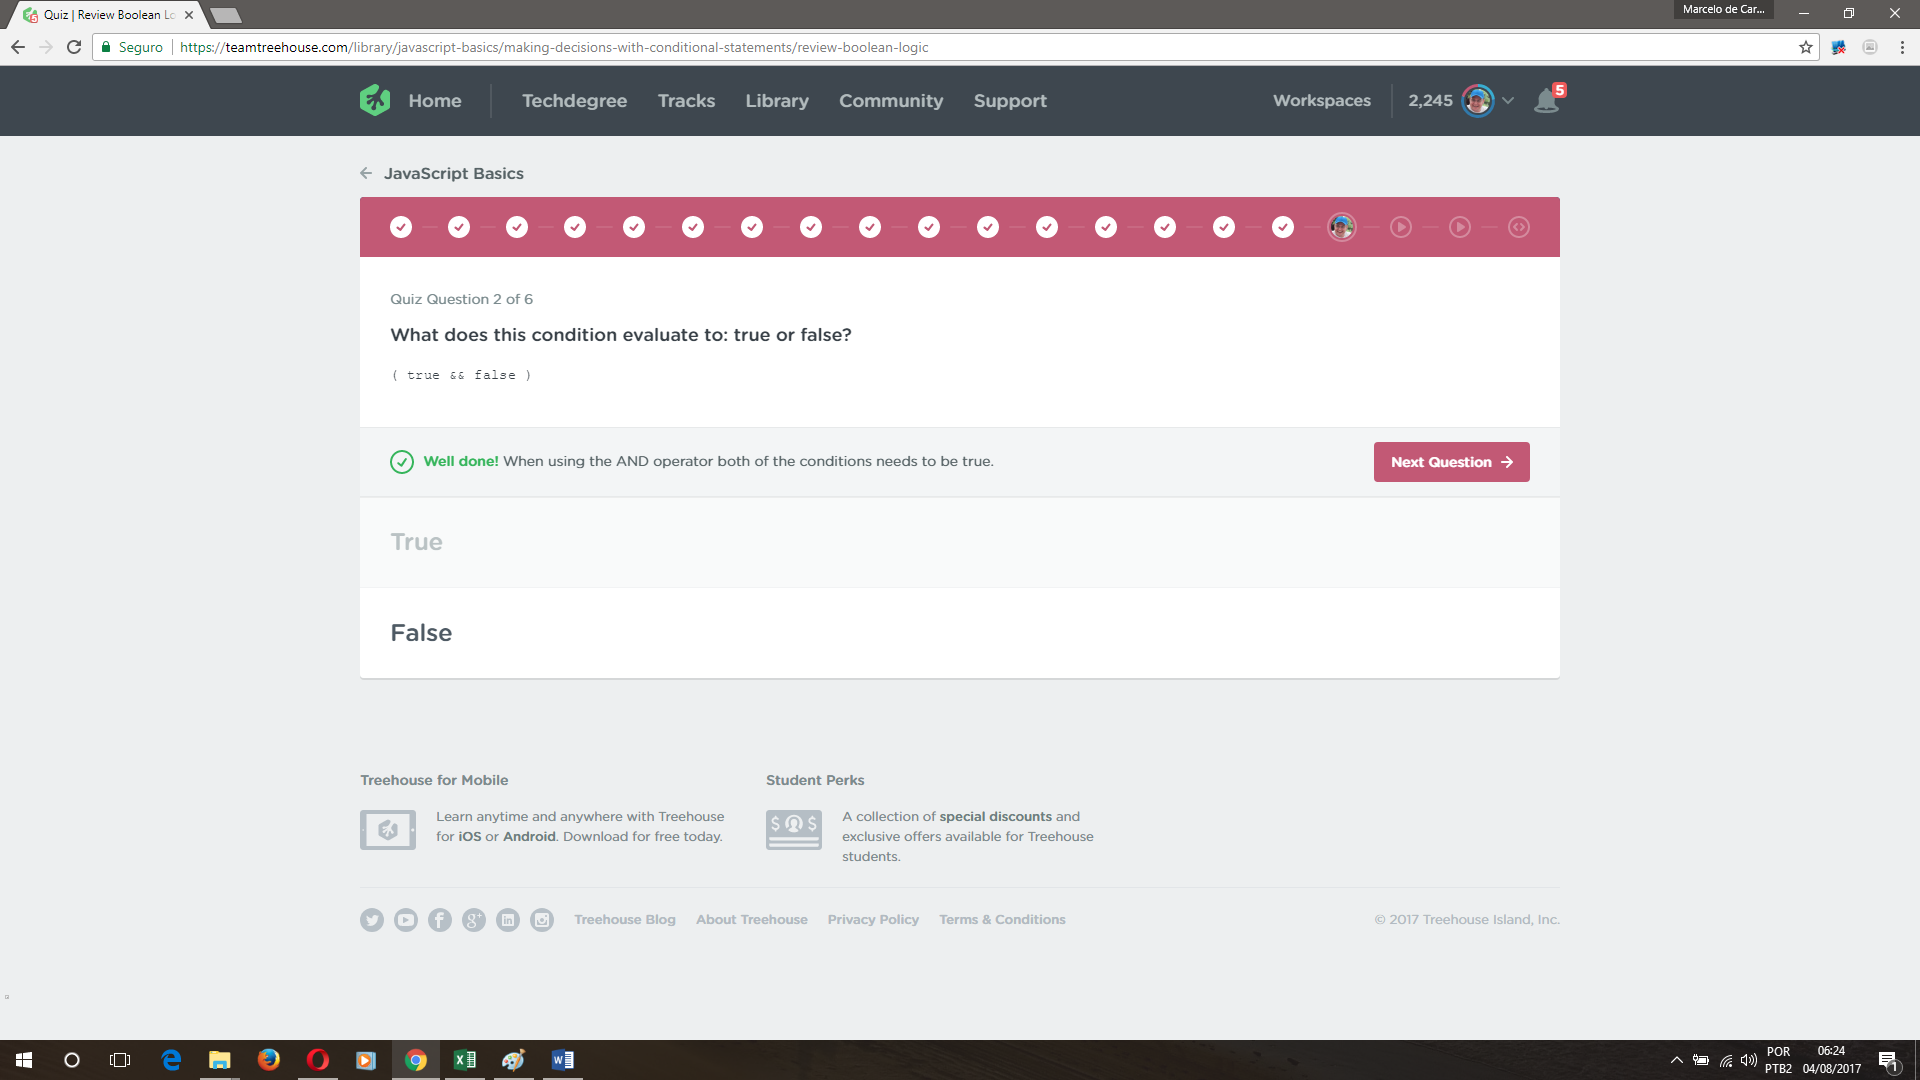 Quiz | Review Boolean Lo
Marcelo de Car...
Seguro
https://teamtreehouse.com/library/javascript-basics/making-decisions-with-conditional-statements/review-boolean-logic
Home
Techdegree
Tracks
Library
Community
Support
Workspaces
2,245
5
JavaScript Basics
Quiz Question 2 of 6
What does this condition evaluate to: true or false?
( true && false )
Well done! When using the AND operator both of the conditions needs to be true.
Next Question
True
False
Treehouse for Mobile
Learn anytime and anywhere with Treehouse
for iOS or Android. Download for free today.
Student Perks
A collection of special discounts and
exclusive offers available for Treehouse
students.
Treehouse Blog
About Treehouse
Privacy Policy
Terms & Conditions
© 2017 Treehouse Island, Inc.
POR
PTB2
06:24
04/08/2017
1